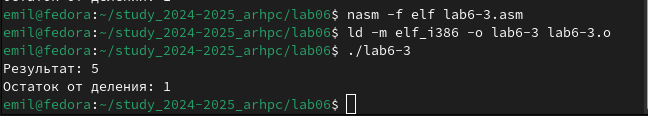 emil@fedora:~/study_2024-2025_arhpc/lab06$ nasm -f elf lab6-3.asm
emil@fedora:~/study_2024-2025_arhpc/lab06$ ld -m elf_i386 -o lab6-3 lab6-3.o
emil@fedora:~/study_2024-2025_arhpc/lab06$ ./lab6-3
Результат: 5
Остаток от деления: 1
emil@fedora:~/study_2024-2025_arhpc/lab06$